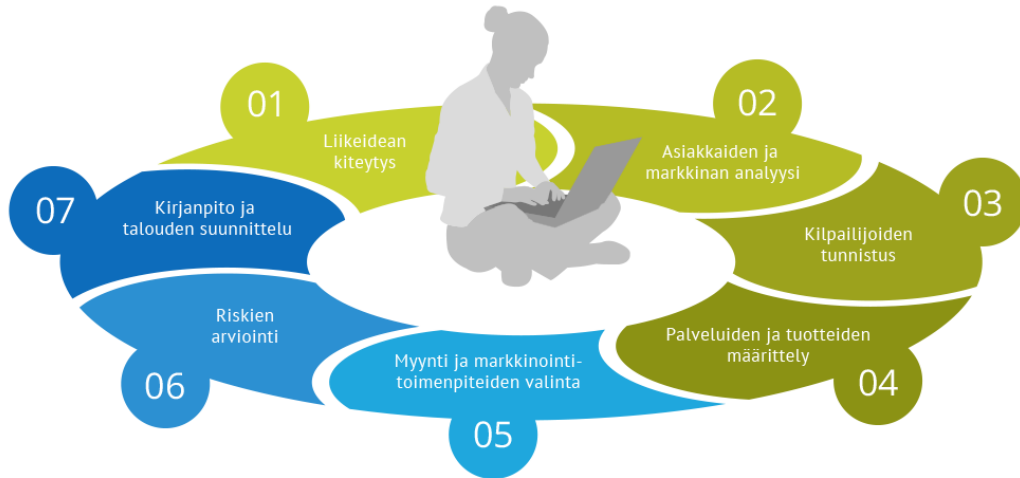 01
Liikeidean
kiteytys
02
Asiakkaiden ja
markkinan analyysi
03
Kilpailijoiden
tunnistus
04
Palveluiden ja tuotteiden
määrittely
05
Myynti ja markkinointi-
toimenpiteiden valinta
06
Riskien
arviointi
07
Kirjanpito ja
talouden suunnittelu